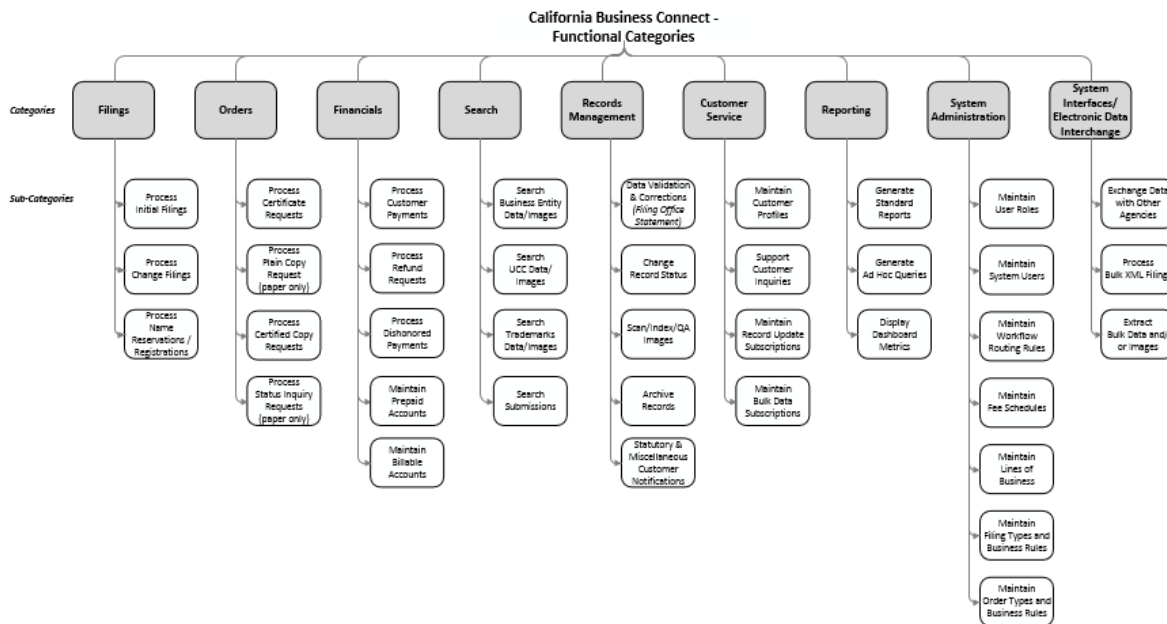 California Business Connect -
Functional Categories
Categories
Filings
Orders
Financials
Search
Records
Management
Customer
Service
Reporting
System
Administration
System
Interfaces/
Electronic Data
Interchange
Sub-Categories
Process
Initial Filings
Process
Change Filings
Process
Name
Reservations /
Registrations
Process
Certificate
Requests
Process
Plain Copy
Request
(paper only)
Process
Certified Copy
Requests
Process
Status Inquiry
Requests
(paper only)
Process
Customer
Payments
Process
Refund
Requests
Process
Dishonored
Payments
Maintain
Prepaid
Accounts
Maintain
Billable
Accounts
Search
Business Entity
Data/Images
Search
UCC Data/
Images
Search
Trademarks
Data/Images
Search
Submissions
Data Validation
& Corrections
(Filing Office
Statement)
Change
Record Status
Scan/Index/QA
Images
Archive
Records
Statutory &
Miscellaneous
Customer
Notifications
Maintain
Customer
Profiles
Support
Customer
Inquiries
Maintain
Record Update
Subscriptions
Maintain
Bulk Data
Subscriptions
Generate
Standard
Reports
Generate
Ad Hoc Queries
Display
Dashboard
Metrics
Maintain
User Roles
Maintain
System Users
Maintain
Workflow
Routing Rules
Maintain
Fee Schedules
Maintain
Lines of
Business
Maintain
Filing Types and
Business Rules
Maintain
Order Types and
Business Rules
Exchange Data
with Other
Agencies
Process
Bulk XML Filing
Extract
Bulk Data and/
or Images